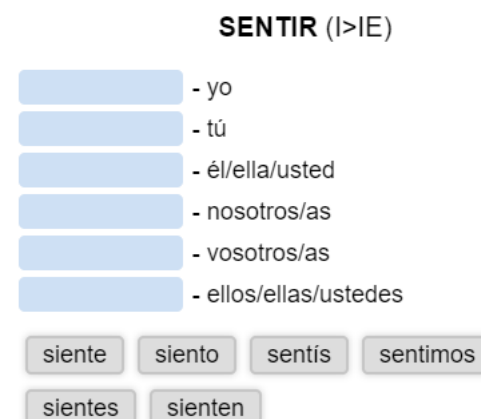 SENTIR (I>IE)
- yo
- tú
- él/ella/usted
- nosotros/as
- vosotros/as
- ellos/ellas/ustedes
siente siento sentís sentimos
sientes sienten